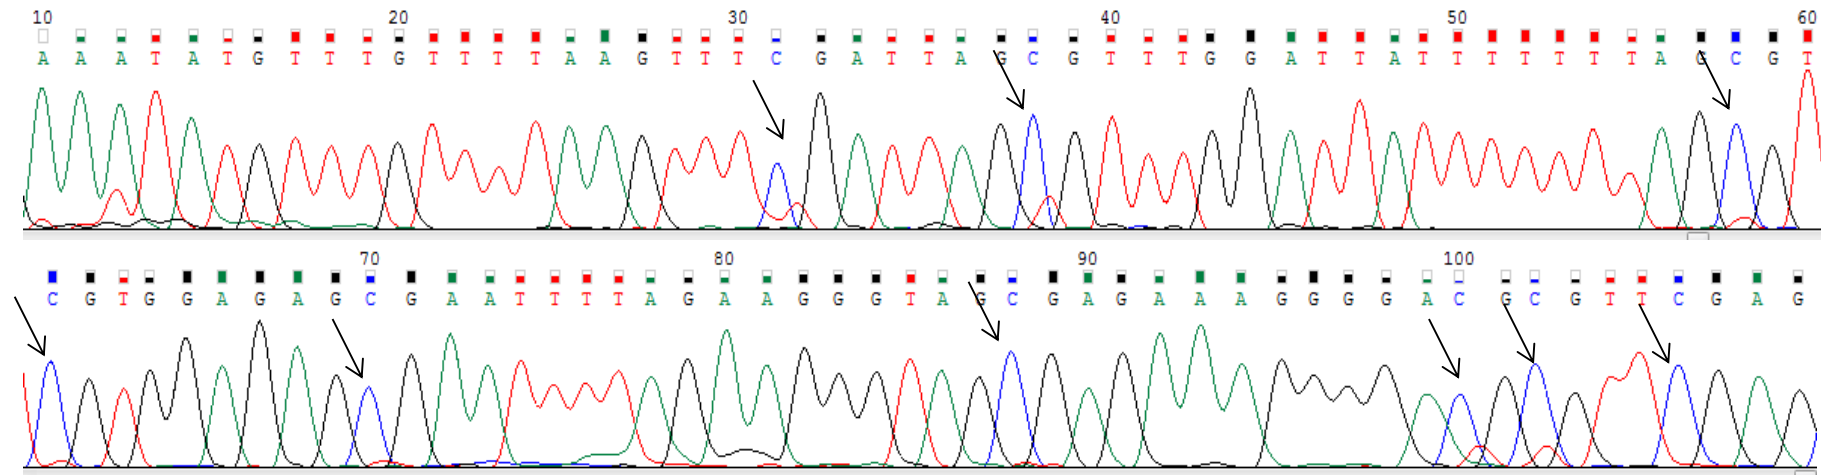 10 20 30 40 50 60
A A A T A T G T T T G T T T T A A G T T T C G A T T A G C G T T T G G A T T A T T T T T T T A G C G T
70 80 90 100
C G T G G A G A G C G A A T T T T A G A A G G G T A G C G A G A A A G G G G A C G C G T T C G A G